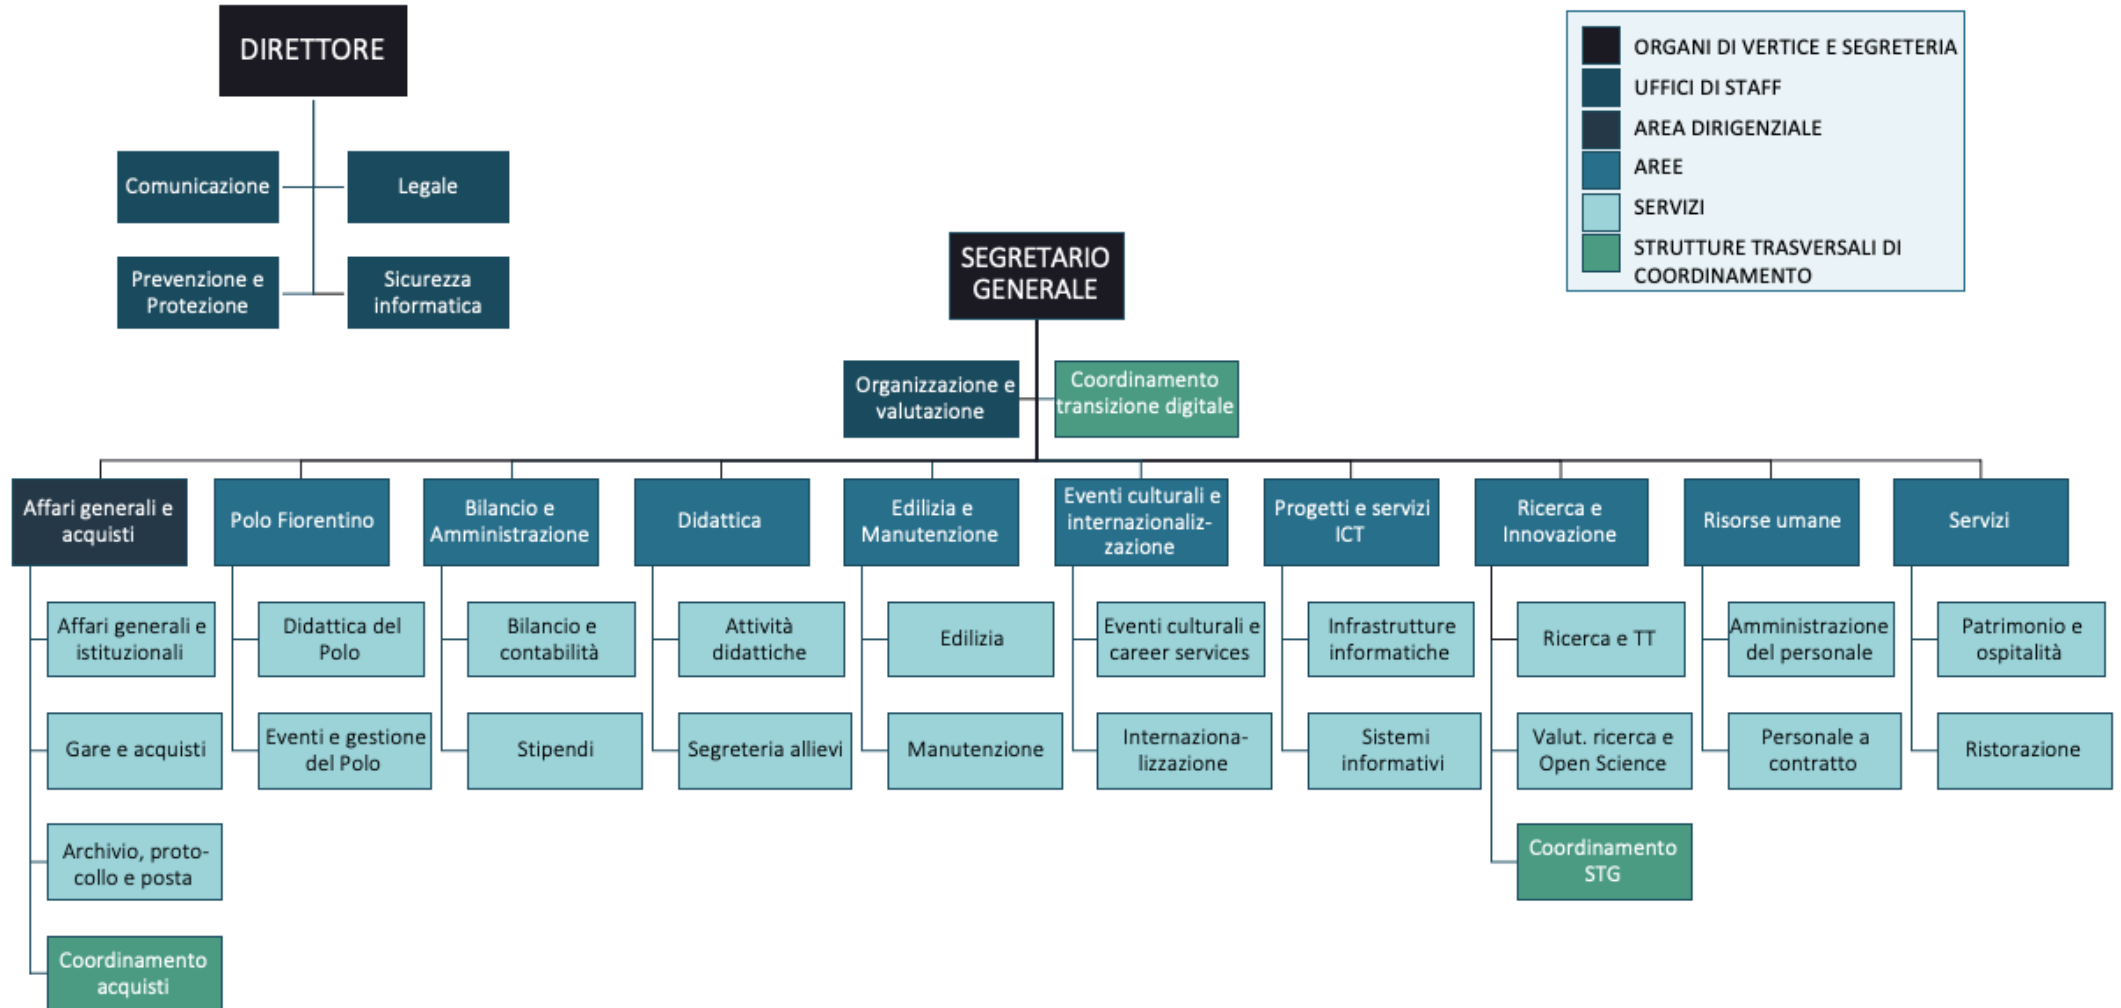 DIRETTORE
Comunicazione
Legale
Prevenzione e
Protezione
Sicurezza
informatica
ORGANI DI VERTICE E SEGRETERIA
UFFICI DI STAFF
AREA DIRIGENZIALE
AREE
SERVIZI
STRUTTURE TRASVERSALI DI
COORDINAMENTO
SEGRETARIO
GENERALE
Organizzazione e
valutazione
Coordinamento
transizione digitale
Affari generali e
acquisti
Polo Fiorentino
Bilancio e
Amministrazione
Didattica
Edilizia e
Manutenzione
Eventi culturali e
internazionaliz-
zazione
Progetti e servizi
ICT
Ricerca e
Innovazione
Risorse umane
Servizi
Affari generali e
istituzionali
Didattica del
Polo
Bilancio e
contabilità
Attività
didattiche
Edilizia
Eventi culturali e
career services
Infrastrutture
informatiche
Ricerca e TT
Amministrazione
del personale
Patrimonio e
ospitalità
Gare e acquisti
Eventi e gestione
del Polo
Stipendi
Segreteria allievi
Manutenzione
Internaziona-
lizzazione
Sistemi
informativi
Valut. ricerca e
Open Science
Personale a
contratto
Ristorazione
Archivio, proto-
collo e posta
Coordinamento
STG
Coordinamento
acquisti